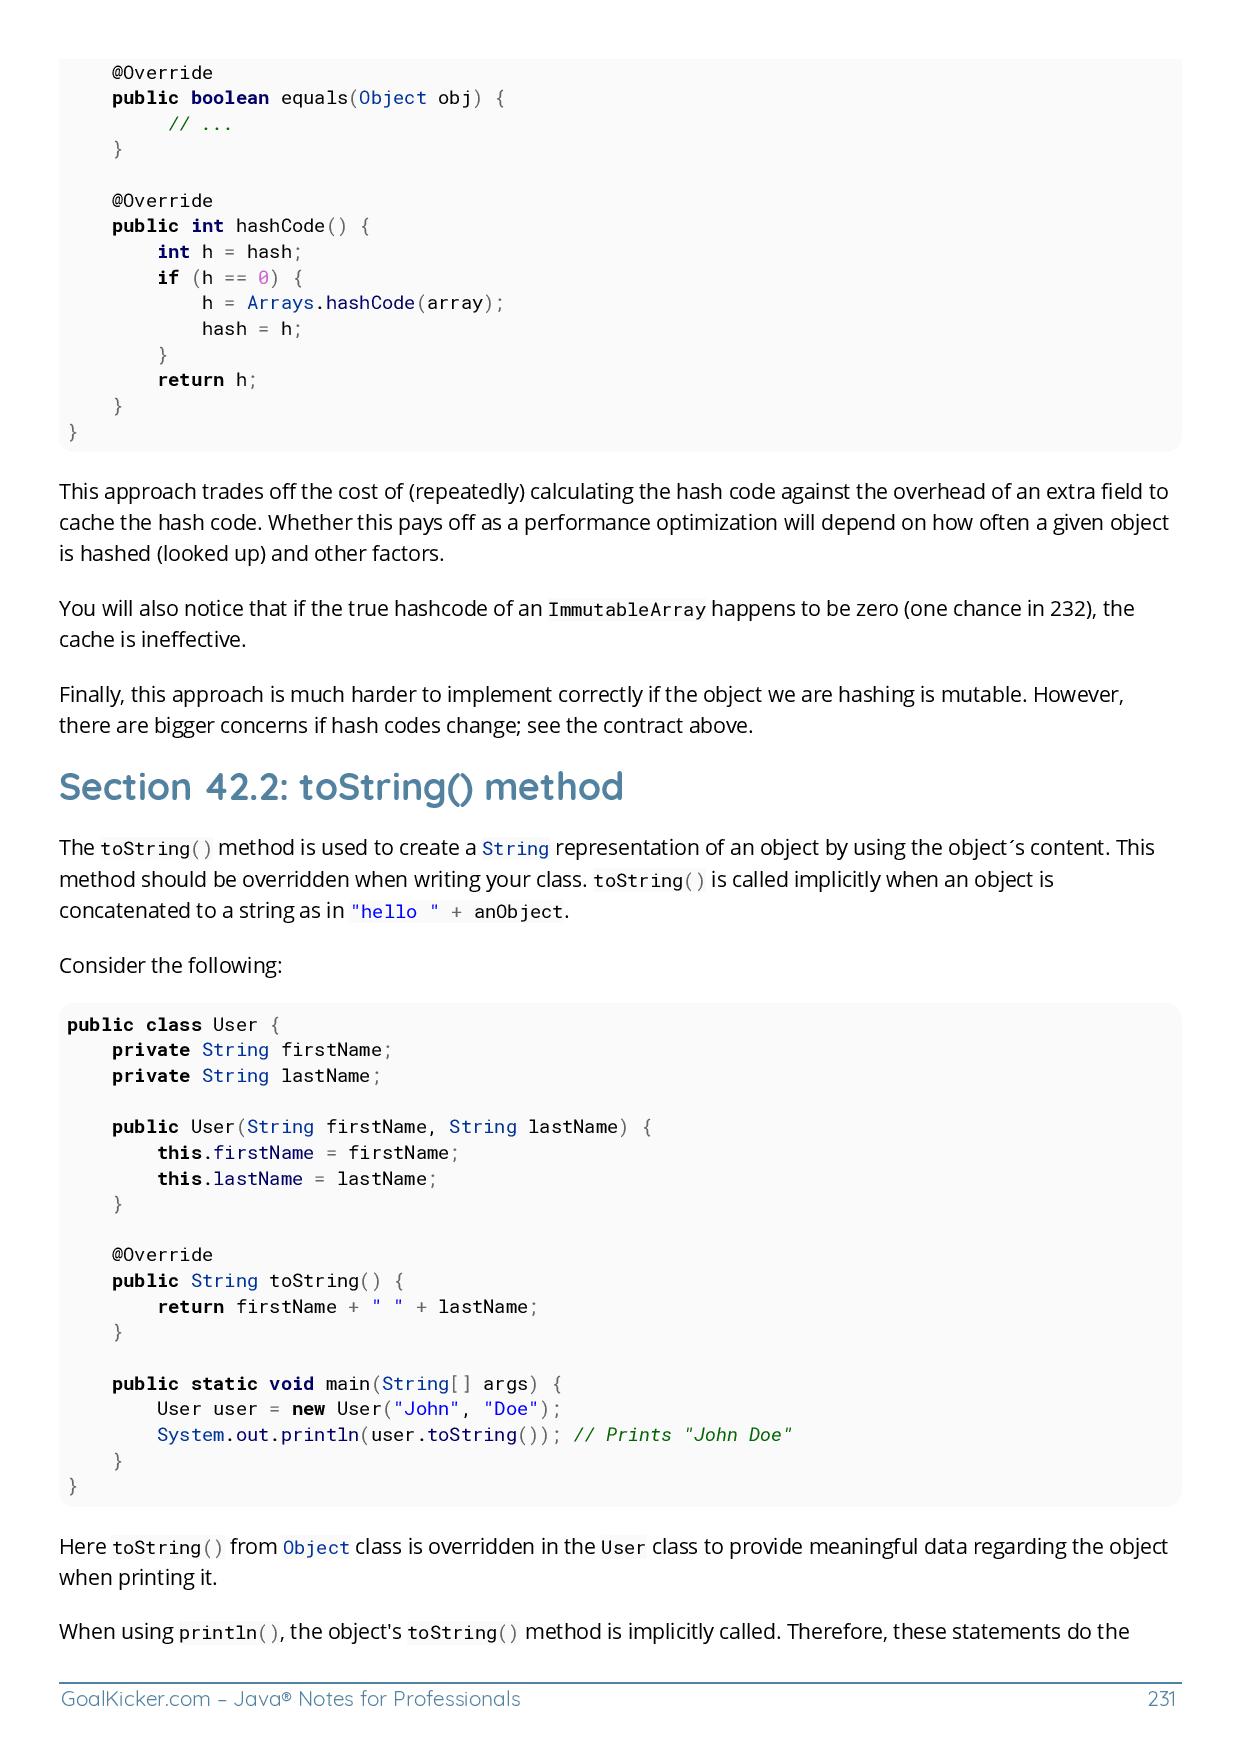 @Override
    public boolean equals(Object obj) {
         // ...
    }

    @Override
    public int hashCode() {
        int h = hash;
        if (h == 0) {
            h = Arrays.hashCode(array);
            hash = h;
        }
        return h;
    }
}
This approach trades off the cost of (repeatedly) calculating the hash code against the overhead of an extra field to
cache the hash code. Whether this pays off as a performance optimization will depend on how often a given object
is hashed (looked up) and other factors.
You will also notice that if the true hashcode of an ImmutableArray happens to be zero (one chance in 232), the
cache is ineffective.
Finally, this approach is much harder to implement correctly if the object we are hashing is mutable. However,
there are bigger concerns if hash codes change; see the contract above.
Section 42.2: toString() method
The toString() method is used to create a String representation of an object by using the object´s content. This
method should be overridden when writing your class. toString() is called implicitly when an object is
concatenated to a string as in "hello " + anObject.
Consider the following:
public class User {
    private String firstName;
    private String lastName;

    public User(String firstName, String lastName) {
        this.firstName = firstName;
        this.lastName = lastName;
    }

    @Override
    public String toString() {
        return firstName + " " + lastName;
    }

    public static void main(String[] args) {
        User user = new User("John", "Doe");
        System.out.println(user.toString()); // Prints "John Doe"
    }
}
Here toString() from Object class is overridden in the User class to provide meaningful data regarding the object
when printing it.
When using println(), the object's toString() method is implicitly called. Therefore, these statements do the
GoalKicker.com – Java® Notes for Professionals 231